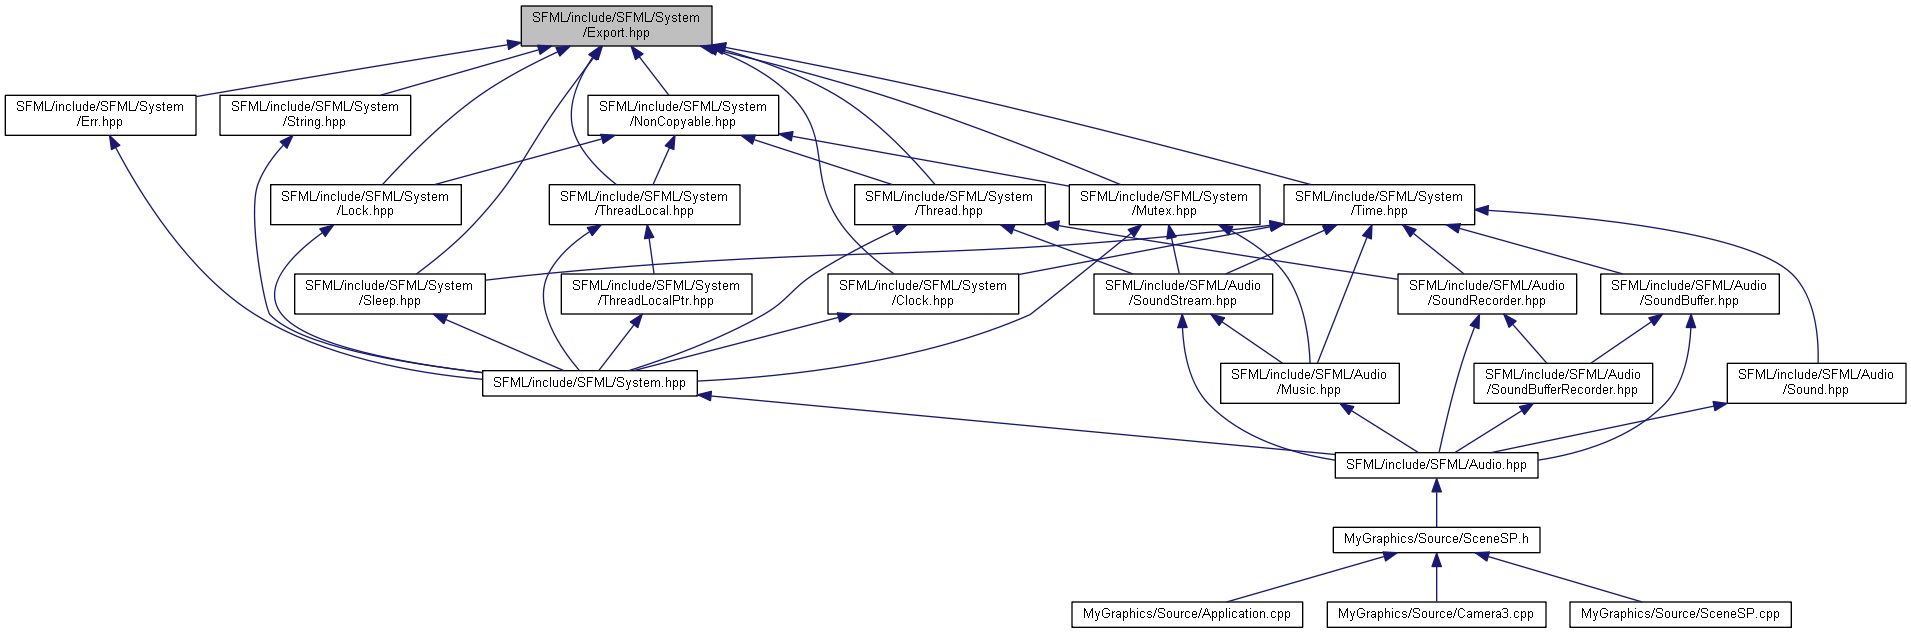 SFML/include/SFML/System
/Export.hpp
SFML/include/SFML/System
/Err.hpp
SFML/include/SFML/System
/String.hpp
SFML/include/SFML/System
/NonCopyable.hpp
SFML/include/SFML/System
/Lock.hpp
SFML/include/SFML/System
/ThreadLocal.hpp
SFML/include/SFML/System
/Thread.hpp
SFML/include/SFML/System
/Mutex.hpp
SFML/include/SFML/System
/Time.hpp
SFML/include/SFML/System
/Sleep.hpp
SFML/include/SFML/System
/ThreadLocalPtr.hpp
SFML/include/SFML/System
/Clock.hpp
SFML/include/SFML/Audio
/SoundStream.hpp
SFML/include/SFML/Audio
/SoundRecorder.hpp
SFML/include/SFML/Audio
/SoundBuffer.hpp
SFML/include/SFML/System.hpp
SFML/include/SFML/Audio
/Music.hpp
SFML/include/SFML/Audio
/SoundBufferRecorder.hpp
SFML/include/SFML/Audio
/Sound.hpp
SFML/include/SFML/Audio.hpp
MyGraphics/Source/SceneSP.h
MyGraphics/Source/Application.cpp
MyGraphics/Source/Camera3.cpp
MyGraphics/Source/SceneSP.cpp